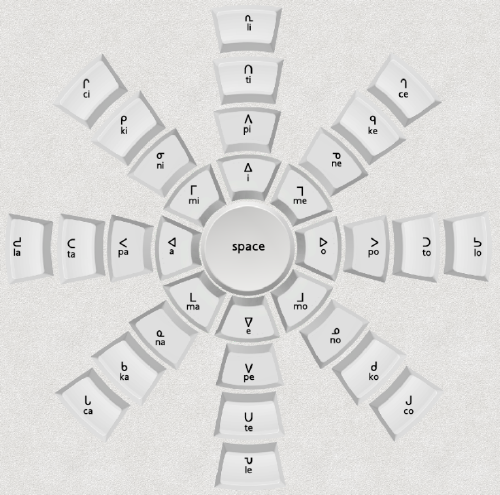 ᓕ
li
ᑎ
ti
ᒋ
ci
ᒉ
ce
ᑭ
ki
ᐱ
pi
ᑫ
ke
ᓂ
ni
ᓀ
ne
ᐃ
i
ᒥ
mi
ᒣ
me
ᓚ
la
ᑕ
ta
ᐸ
pa
ᐊ
a
space
ᐅ
o
ᐳ
po
ᑐ
to
ᓗ
lo
ᒪ
ma
ᒧ
mo
ᐁ
e
ᓇ
na
ᓄ
no
ᑲ
ka
ᐯ
pe
ᑯ
ko
ᒐ
ca
ᒍ
co
ᑌ
te
ᓓ
le